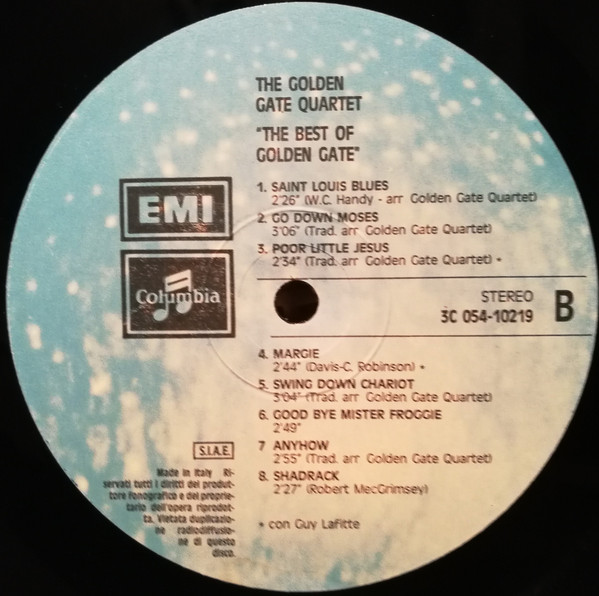 THE GOLDEN
GATE QUARTET
"THE BEST OF
GOLDEN GATE"
1. SAINT LOUIS BLUES
2'26" (W.C. Handy - arr Golden Gate Quartet)
2. GO DOWN MOSES
3'06" (Trad. arr Golden Gate Quartet)
3. POOR LITTLE JESUS
2'34" (Trad. arr Golden Gate Quartet) *
EMI
Columbia
STEREO
3C 054-10219
B
4. MARGIE
2'44" (Davis-C. Robinson) *
5. SWING DOWN CHARIOT
3'04" (Trad. arr Golden Gate Quartet)
6. GOOD BYE MISTER FROGGIE
2'49"
7 ANYHOW
2'55" (Trad. arr Golden Gate Quartet)
8. SHADRACK
2'27" (Robert MecGrimsey)
* con Guy Lafitte
S.I.A.E.
Made in Italy Ri-
servati tutti i diritti del produt-
tore fonografico e del proprie-
tario dell'opera riprodot-
ta. Vietata duplicazio-
ne radiodiffusio-
ne di questo
disco.